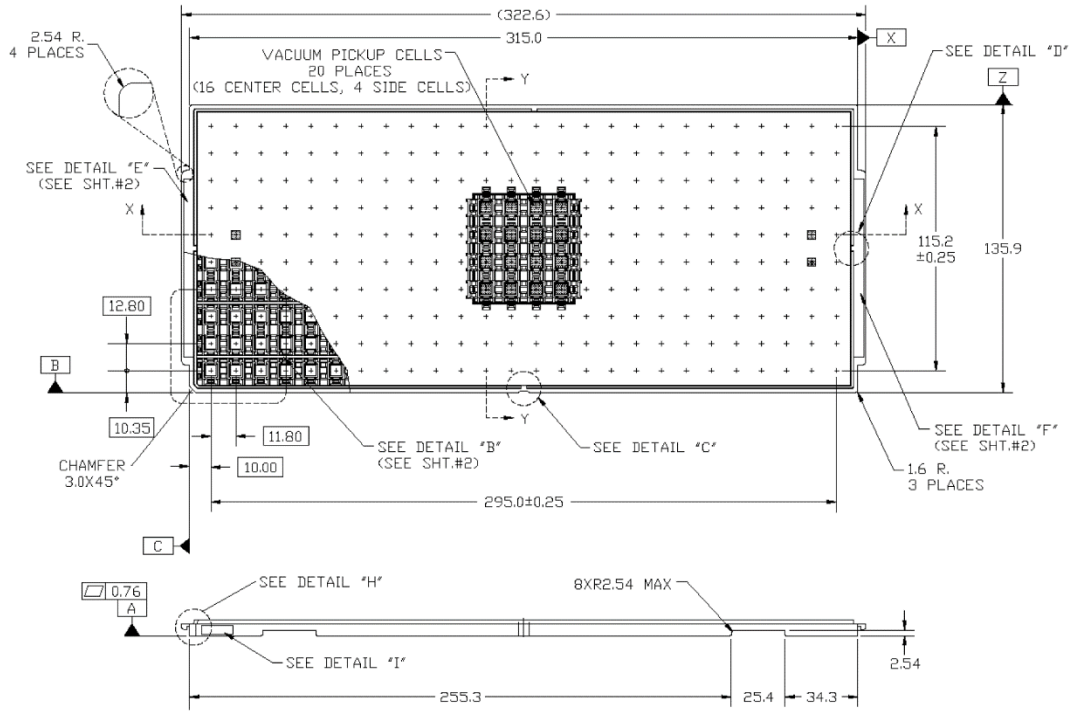 (322.6)
315.0
2.54 R.
4 PLACES
VACUUM PICKUP CELLS
20 PLACES
(16 CENTER CELLS, 4 SIDE CELLS)
Y
X
SEE DETAIL "D"
Z
SEE DETAIL "E"
(SEE SHT.#2)
X
X
115.2
±0.25
135.9
12.80
B
10.35
11.80
10.00
Y
SEE DETAIL "B"
(SEE SHT.#2)
SEE DETAIL "C"
SEE DETAIL "F"
(SEE SHT.#2)
CHAMFER
3.0X45°
1.6 R.
3 PLACES
295.0±0.25
C
SEE DETAIL "H"
8XR2.54 MAX
0.76
A
SEE DETAIL "I"
2.54
255.3
25.4
34.3